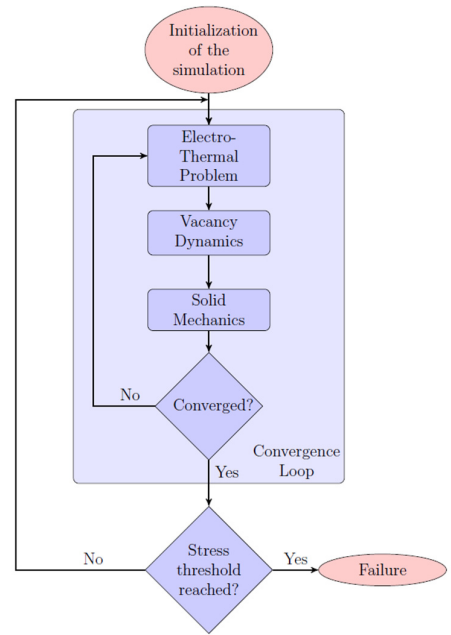 Initialization
of the
simulation
Electro-
Thermal
Problem
Vacancy
Dynamics
Solid
Mechanics
Converged?
No
Convergence
Loop
Yes
Stress
threshold
reached?
No
Yes
Failure